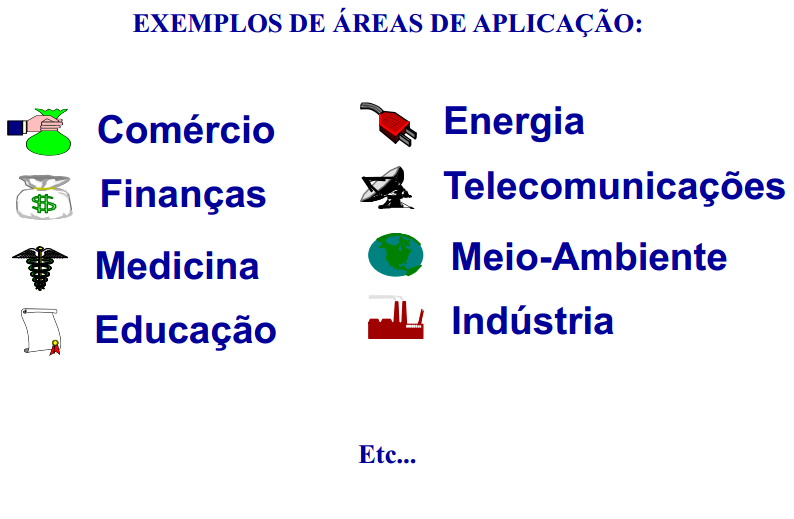 EXEMPLOS DE ÁREAS DE APLICAÇÃO:
Comércio
Finanças
Medicina
Educação
Energia
Telecomunicações
Meio-Ambiente
Indústria
Etc...